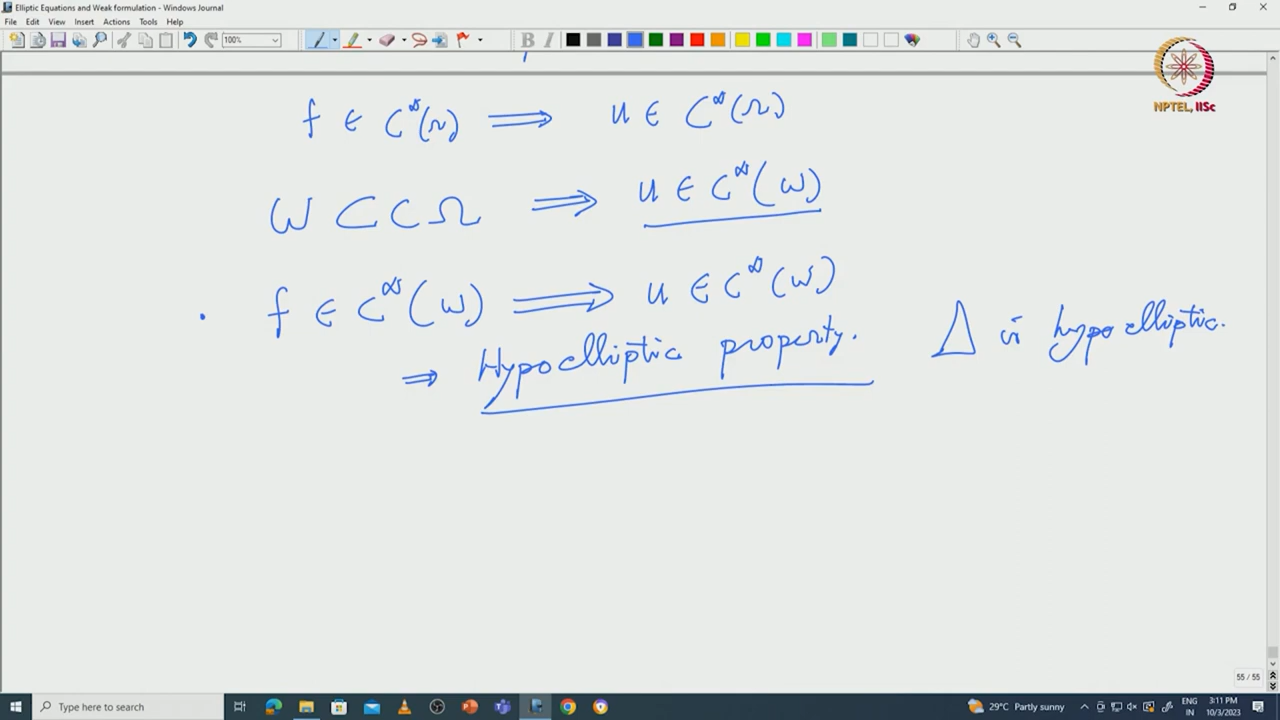 Elliptic Equations and Weak formulation - Windows Journal
File Edit View Insert Actions Tools Help
100%
B I
NPTEL, IISc
f ∈ C^∞(Ω) ⟹ u ∈ C^∞(Ω)
ω ⊂⊂ Ω ⟹ u ∈ C^∞(ω)
. f ∈ C^∞(ω) ⟹ u ∈ C^∞(ω)
⇒ Hypoelliptic property. Δ is hypoelliptic.
55 / 55
Type here to search
29°C Partly sunny
ENG
IN
3:11 PM
10/3/2023